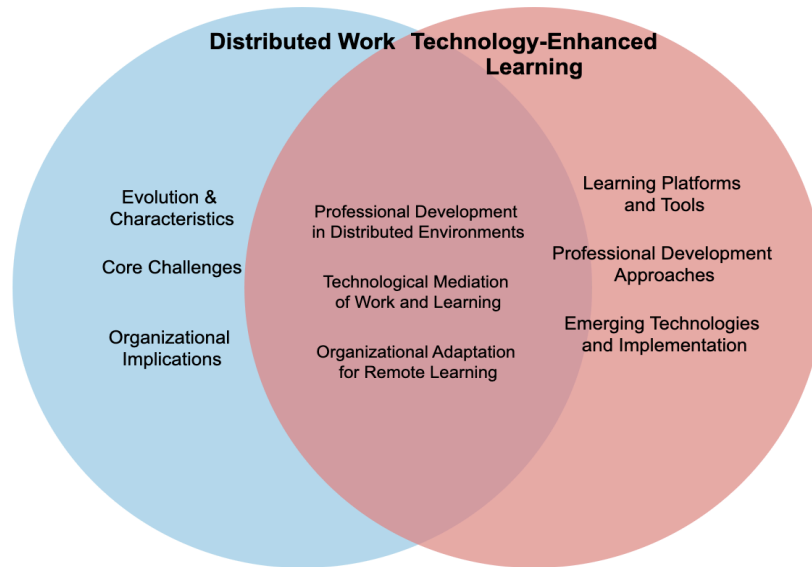 Distributed Work
Technology-Enhanced
Learning
Evolution &
Characteristics
Core Challenges
Organizational
Implications
Professional Development
in Distributed Environments
Technological Mediation
of Work and Learning
Organizational Adaptation
for Remote Learning
Learning Platforms
and Tools
Professional Development
Approaches
Emerging Technologies
and Implementation